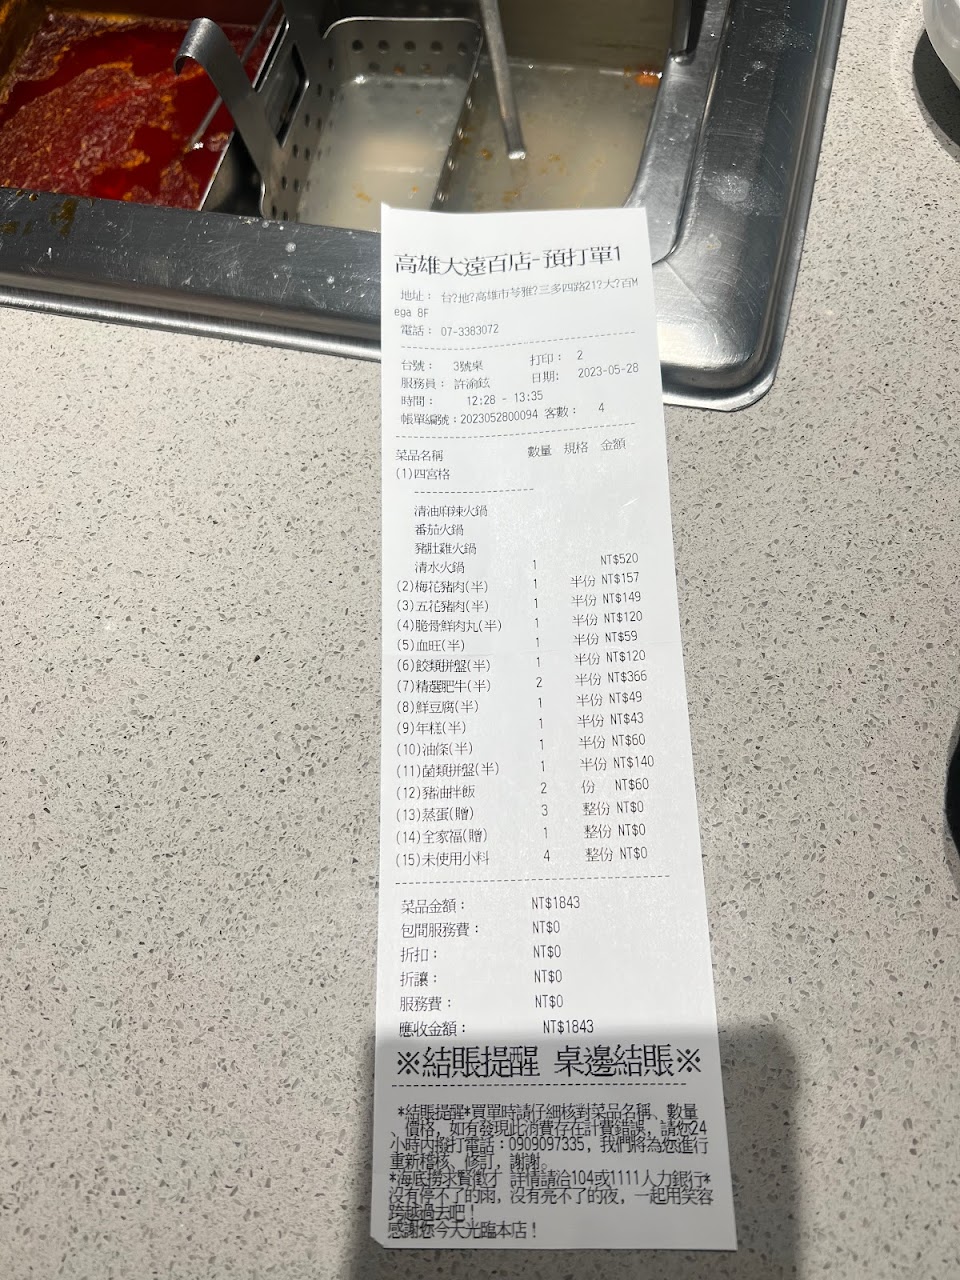 高雄大遠百店-預打單1
地址： 台?地?高雄市苓雅?三多四路21?大?百M
ega 8F
電話： 07-3383072
台號： 3號桌 打印： 2
服務員： 許渝鉉 日期： 2023-05-28
時間： 12:28 - 13:35
帳單編號：2023052800094 客數： 4
菜品名稱 數量 規格 金額
(1)四宮格
清油麻辣火鍋
番茄火鍋
豬肚雞火鍋
清水火鍋 1 NT$520
(2)梅花豬肉(半) 1 半份 NT$157
(3)五花豬肉(半) 1 半份 NT$149
(4)脆骨鮮肉丸(半) 1 半份 NT$120
(5)血旺(半) 1 半份 NT$59
(6)餃類拼盤(半) 1 半份 NT$120
(7)精選肥牛(半) 2 半份 NT$366
(8)鮮豆腐(半) 1 半份 NT$49
(9)年糕(半) 1 半份 NT$43
(10)油條(半) 1 半份 NT$60
(11)菌類拼盤(半) 1 半份 NT$140
(12)豬油拌飯 2 份 NT$60
(13)蒸蛋(贈) 3 整份 NT$0
(14)全家福(贈) 1 整份 NT$0
(15)未使用小料 4 整份 NT$0
菜品金額： NT$1843
包間服務費： NT$0
折扣： NT$0
折讓： NT$0
服務費： NT$0
應收金額： NT$1843
※結賬提醒 桌邊結賬※
*結賬提醒*買單時請仔細核對菜品名稱、數量
、價格，如有發現此消費存在計費錯誤，請您24
小時內撥打電話：0909097335，我們將為您進行
重新稽核、修訂，謝謝。
*海底撈求賢徵才 詳情請洽104或1111人力銀行*
沒有停不了的雨，沒有亮不了的夜，一起用笑容
跨越過去吧！
感謝您今天光臨本店！